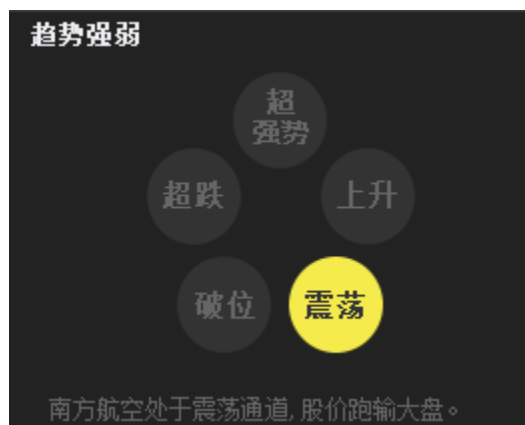 趋势强弱
超
强势
超跌
上升
破位
震荡
南方航空处于震荡通道,股价跑输大盘。